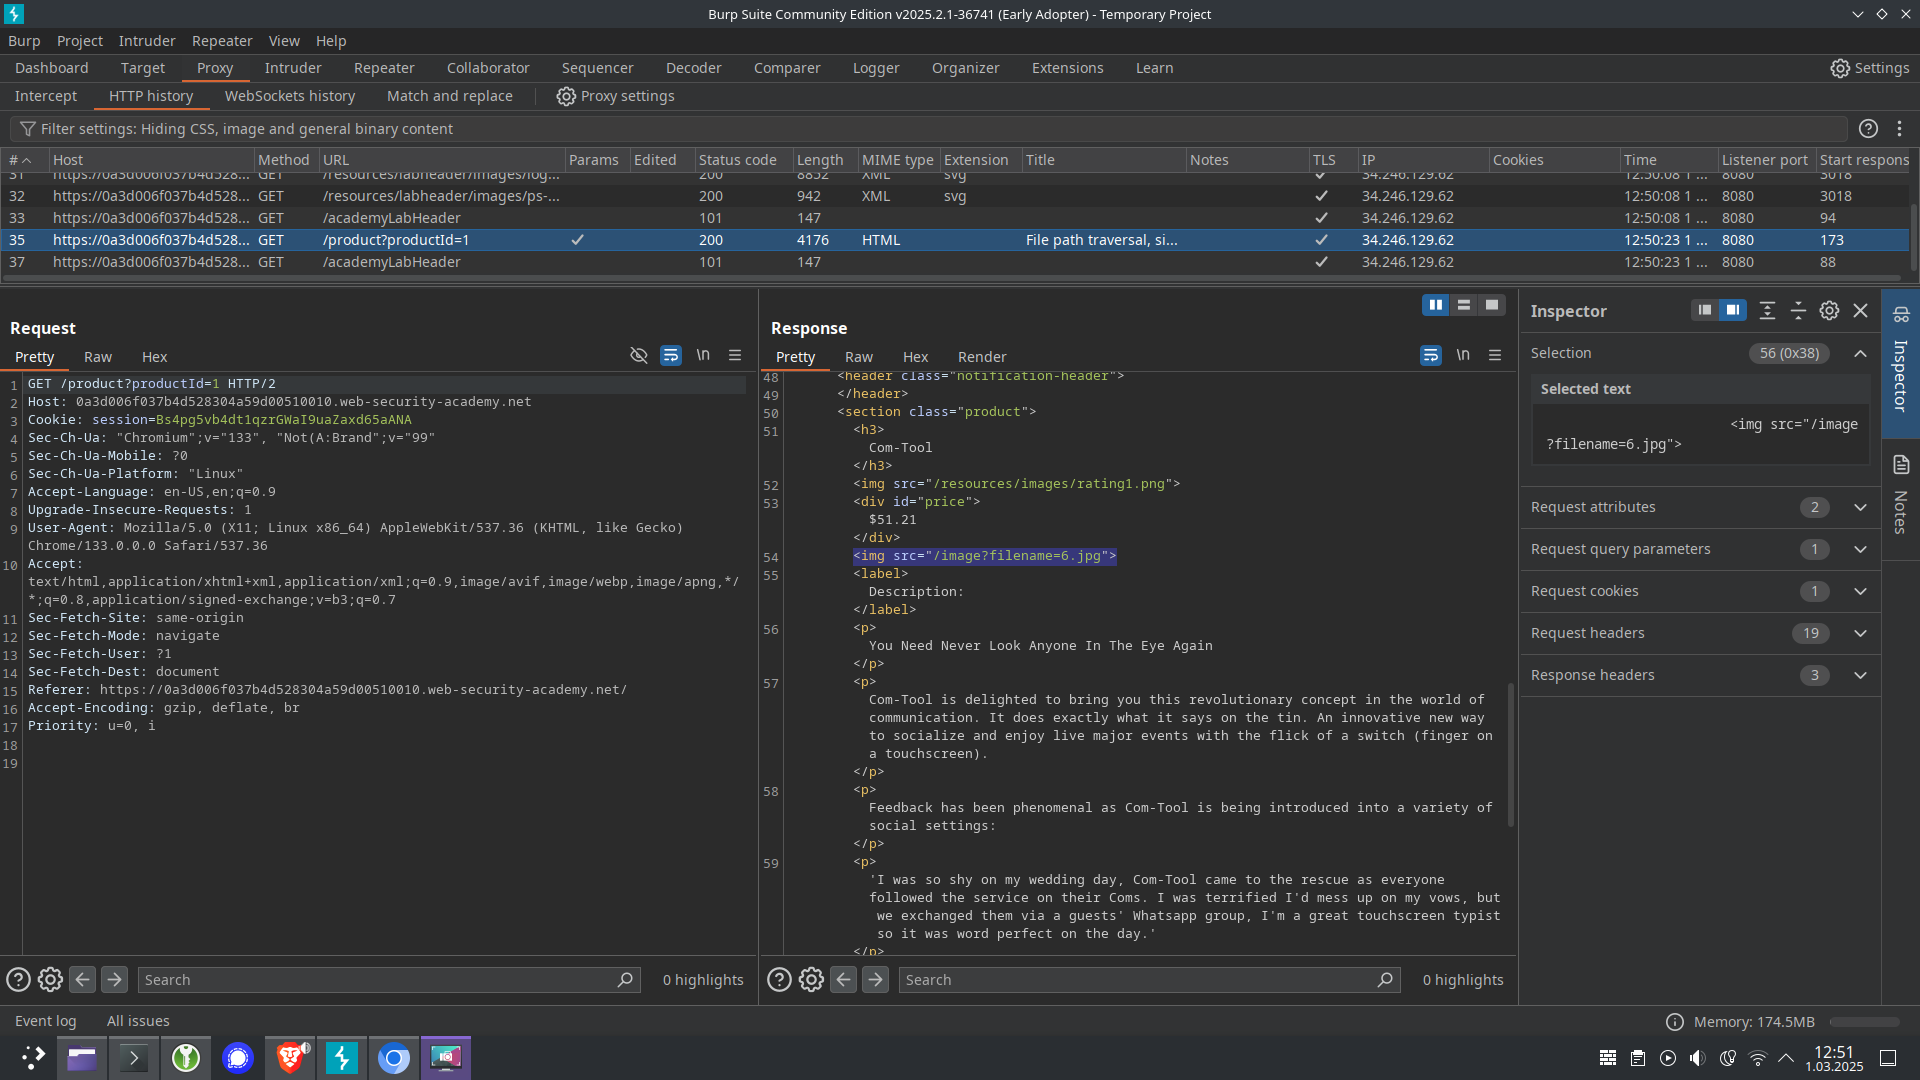 Burp Suite Community Edition v2025.2.1-36741 (Early Adopter) - Temporary Project
Burp Project Intruder Repeater View Help
Dashboard Target Proxy Intruder Repeater Collaborator Sequencer Decoder Comparer Logger Organizer Extensions Learn Settings
Intercept HTTP history WebSockets history Match and replace Proxy settings
Filter settings: Hiding CSS, image and general binary content
# Host Method URL Params Edited Status code Length MIME type Extension Title Notes TLS IP Cookies Time Listener port Start respons
31 https://0a3d006f037b4d528... GET /resources/labheader/images/log... 200 8852 XML svg 34.246.129.62 12:50:08 1 ... 8080 3018
32 https://0a3d006f037b4d528... GET /resources/labheader/images/ps-... 200 942 XML svg 34.246.129.62 12:50:08 1 ... 8080 3018
33 https://0a3d006f037b4d528... GET /academyLabHeader 101 147 34.246.129.62 12:50:08 1 ... 8080 94
35 https://0a3d006f037b4d528... GET /product?productId=1 200 4176 HTML File path traversal, si... 34.246.129.62 12:50:23 1 ... 8080 173
37 https://0a3d006f037b4d528... GET /academyLabHeader 101 147 34.246.129.62 12:50:23 1 ... 8080 88
Request
Pretty Raw Hex \n
1 GET /product?productId=1 HTTP/2
2 Host: 0a3d006f037b4d528304a59d00510010.web-security-academy.net
3 Cookie: session=Bs4pg5vb4dt1qzrGWaI9uaZaxd65aANA
4 Sec-Ch-Ua: "Chromium";v="133", "Not(A:Brand";v="99"
5 Sec-Ch-Ua-Mobile: ?0
6 Sec-Ch-Ua-Platform: "Linux"
7 Accept-Language: en-US,en;q=0.9
8 Upgrade-Insecure-Requests: 1
9 User-Agent: Mozilla/5.0 (X11; Linux x86_64) AppleWebKit/537.36 (KHTML, like Gecko)
Chrome/133.0.0.0 Safari/537.36
10 Accept:
text/html,application/xhtml+xml,application/xml;q=0.9,image/avif,image/webp,image/apng,*/
*;q=0.8,application/signed-exchange;v=b3;q=0.7
11 Sec-Fetch-Site: same-origin
12 Sec-Fetch-Mode: navigate
13 Sec-Fetch-User: ?1
14 Sec-Fetch-Dest: document
15 Referer: https://0a3d006f037b4d528304a59d00510010.web-security-academy.net/
16 Accept-Encoding: gzip, deflate, br
17 Priority: u=0, i
18
19
Search 0 highlights
Response
Pretty Raw Hex Render \n
48 <header class="notification-header">
49 </header>
50 <section class="product">
51 <h3>
Com-Tool
</h3>
52 <img src="/resources/images/rating1.png">
53 <div id="price">
$51.21
</div>
54 <img src="/image?filename=6.jpg">
55 <label>
Description:
</label>
56 <p>
You Need Never Look Anyone In The Eye Again
</p>
57 <p>
Com-Tool is delighted to bring you this revolutionary concept in the world of
communication. It does exactly what it says on the tin. An innovative new way
to socialize and enjoy live major events with the flick of a switch (finger on
a touchscreen).
</p>
58 <p>
Feedback has been phenomenal as Com-Tool is being introduced into a variety of
social settings:
</p>
59 <p>
'I was so shy on my wedding day, Com-Tool came to the rescue as everyone
followed the service on their Coms. I was terrified I'd mess up on my vows, but
we exchanged them via a guests' Whatsapp group, I'm a great touchscreen typist
so it was word perfect on the day.'
</p>
Search 0 highlights
Inspector
Selection 56 (0x38)
Selected text
<img src="/image
?filename=6.jpg">
Request attributes 2
Request query parameters 1
Request cookies 1
Request headers 19
Response headers 3
Inspector
Notes
Event log All issues Memory: 174.5MB
12:51
1.03.2025